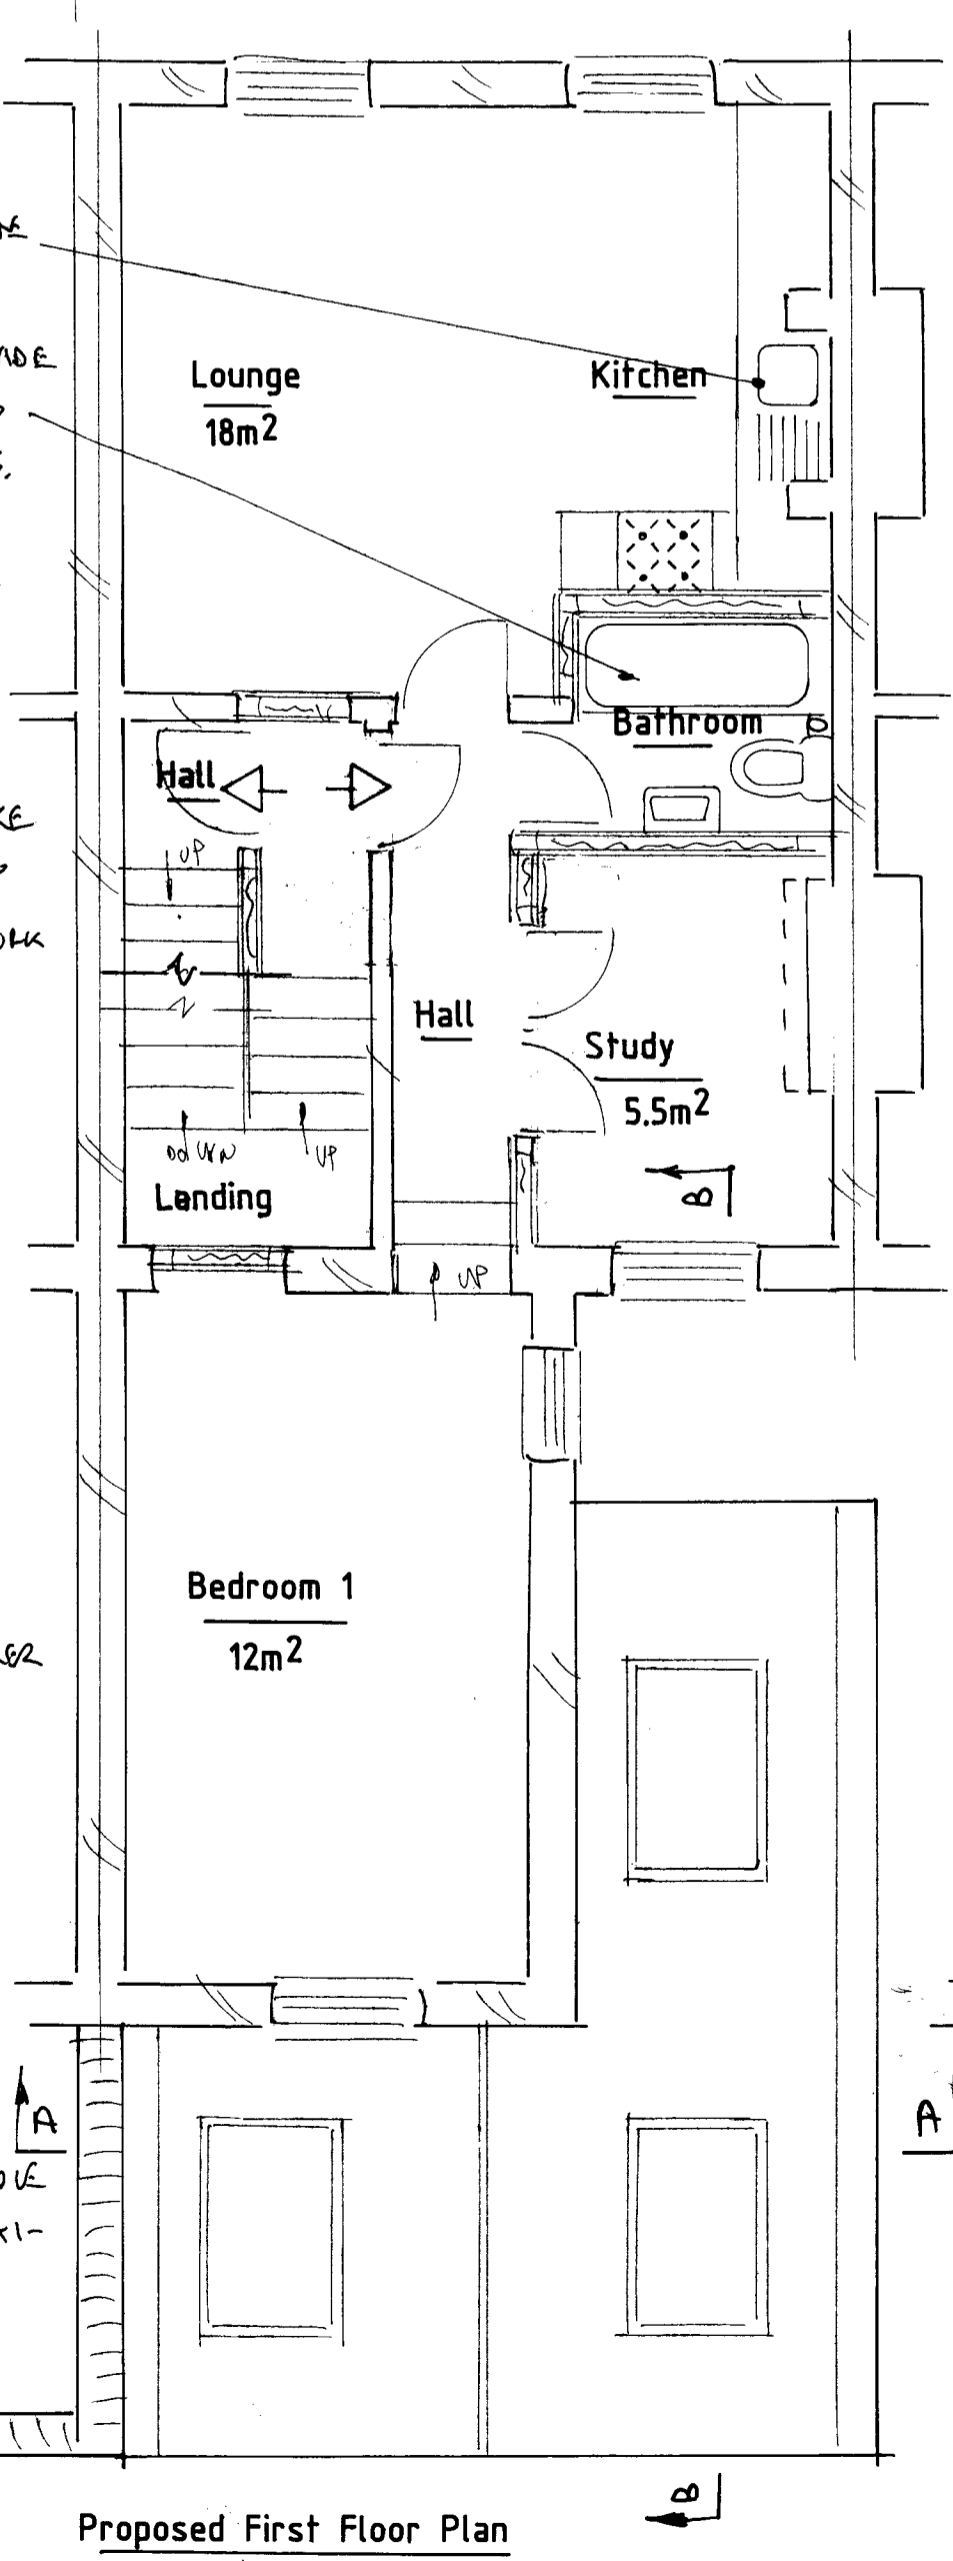 Lounge
18m2
Kitchen
Bathroom
Hall
UP
Hall
Study
5.5m2
DOWN
UP
B
Landing
UP
Bedroom 1
12m2
A
A
B
Proposed First Floor Plan